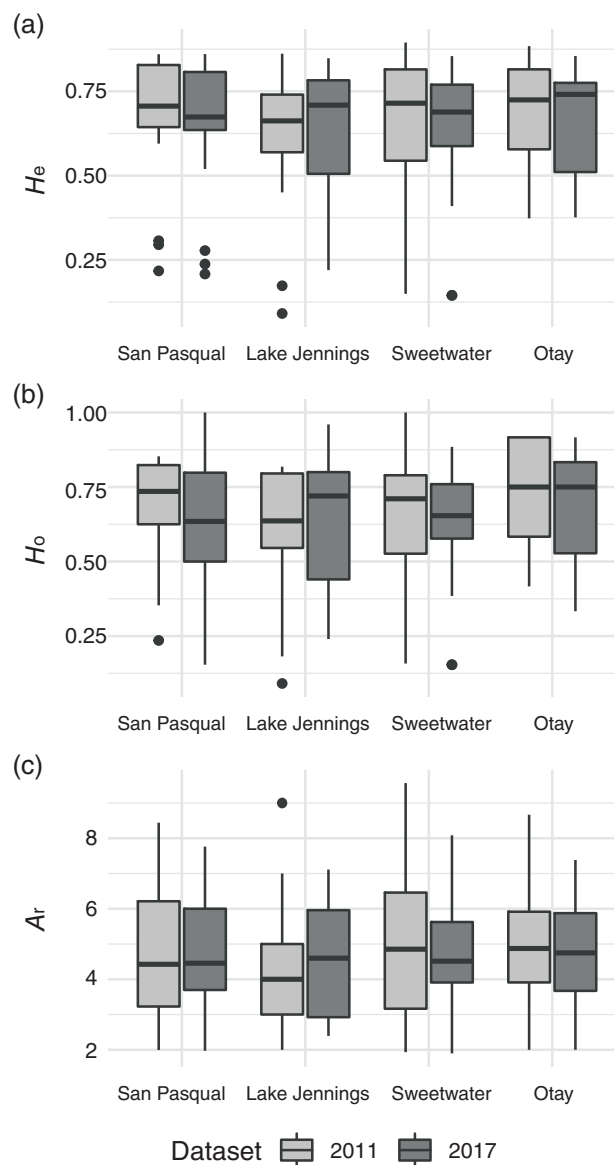 (a)
0.75
0.50
0.25
He
San Pasqual Lake Jennings Sweetwater Otay
(b)
1.00
0.75
0.50
0.25
Ho
San Pasqual Lake Jennings Sweetwater Otay
(c)
8
6
4
2
Ar
San Pasqual Lake Jennings Sweetwater Otay
Dataset 2011 2017